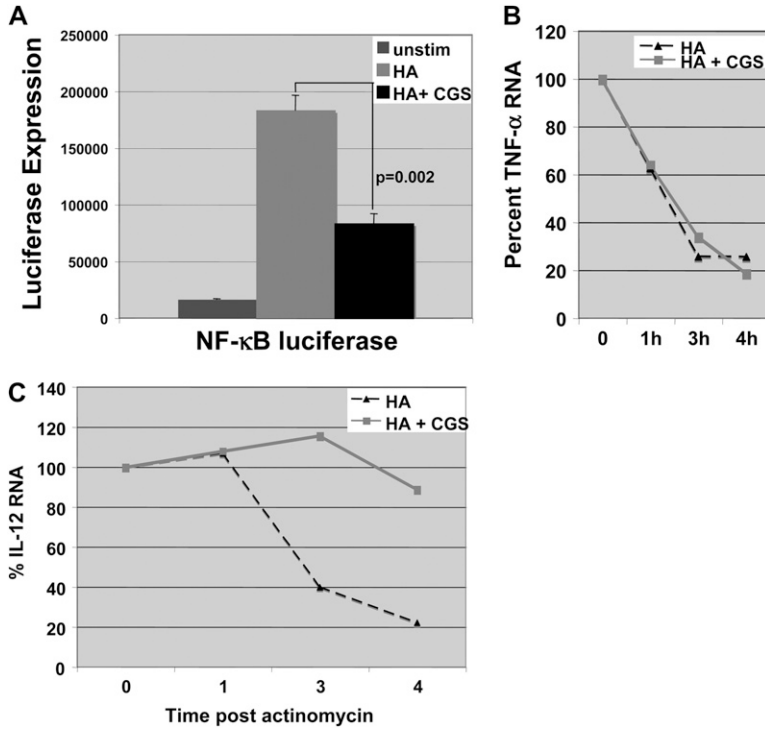 A
Luciferase Expression
250000
200000
150000
100000
50000
0
unstim
HA
HA+ CGS
p=0.002
NF-κB luciferase
B
Percent TNF-α RNA
120
100
80
60
40
20
0
HA
HA + CGS
0 1h 3h 4h
C
% IL-12 RNA
140
120
100
80
60
40
20
0
HA
HA + CGS
0 1 3 4
Time post actinomycin